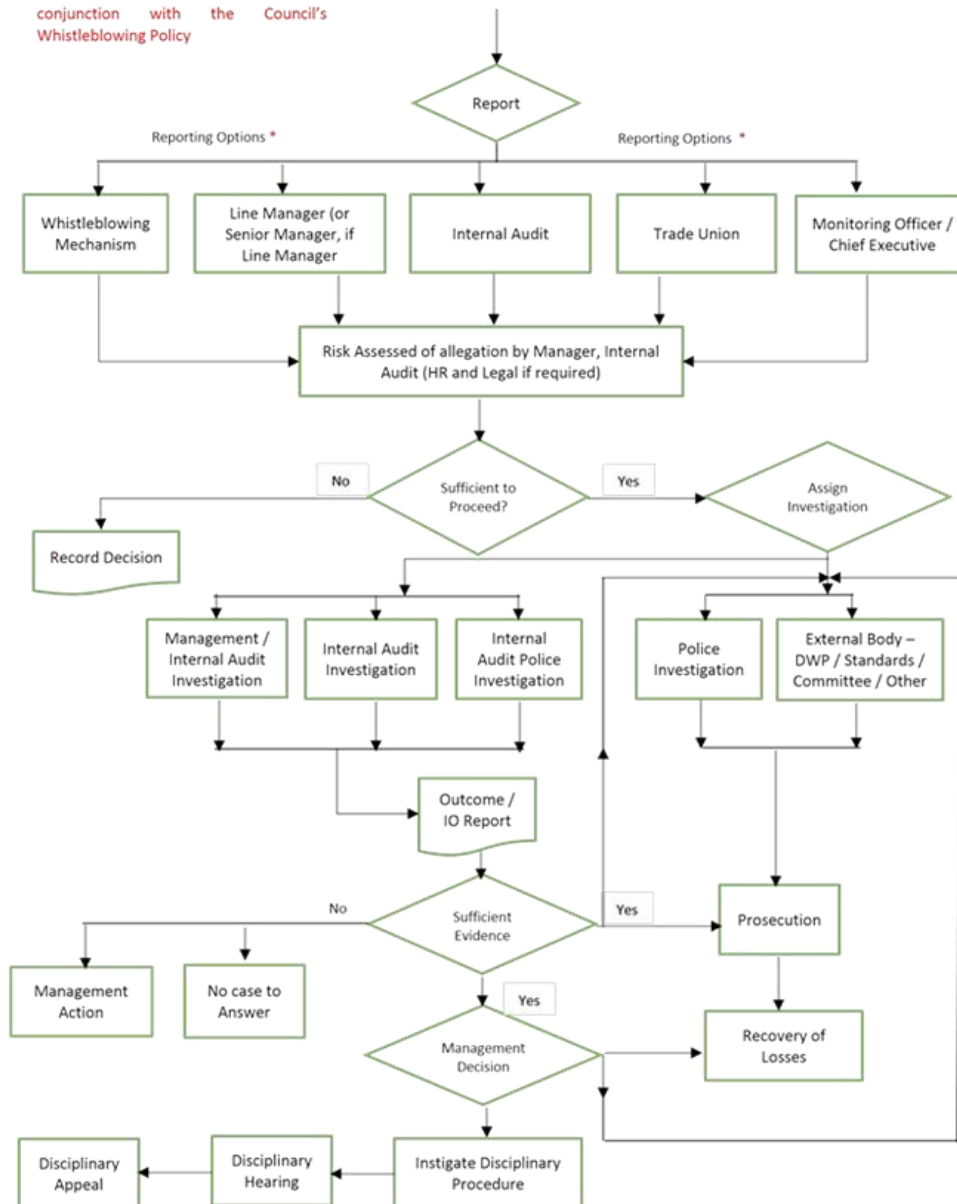 conjunction with the Council's
Whistleblowing Policy
Report
Reporting Options *
Reporting Options *
Whistleblowing
Mechanism
Line Manager (or
Senior Manager, if
Line Manager
Internal Audit
Trade Union
Monitoring Officer /
Chief Executive
Risk Assessed of allegation by Manager, Internal
Audit (HR and Legal if required)
No
Sufficient to
Proceed?
Yes
Assign
Investigation
Record Decision
Management /
Internal Audit
Investigation
Internal Audit
Investigation
Internal
Audit Police
Investigation
Police
Investigation
External Body –
DWP / Standards /
Committee / Other
Outcome /
IO Report
No
Sufficient
Evidence
Yes
Prosecution
Management
Action
No case to
Answer
Yes
Management
Decision
Recovery of
Losses
Disciplinary
Appeal
Disciplinary
Hearing
Instigate Disciplinary
Procedure